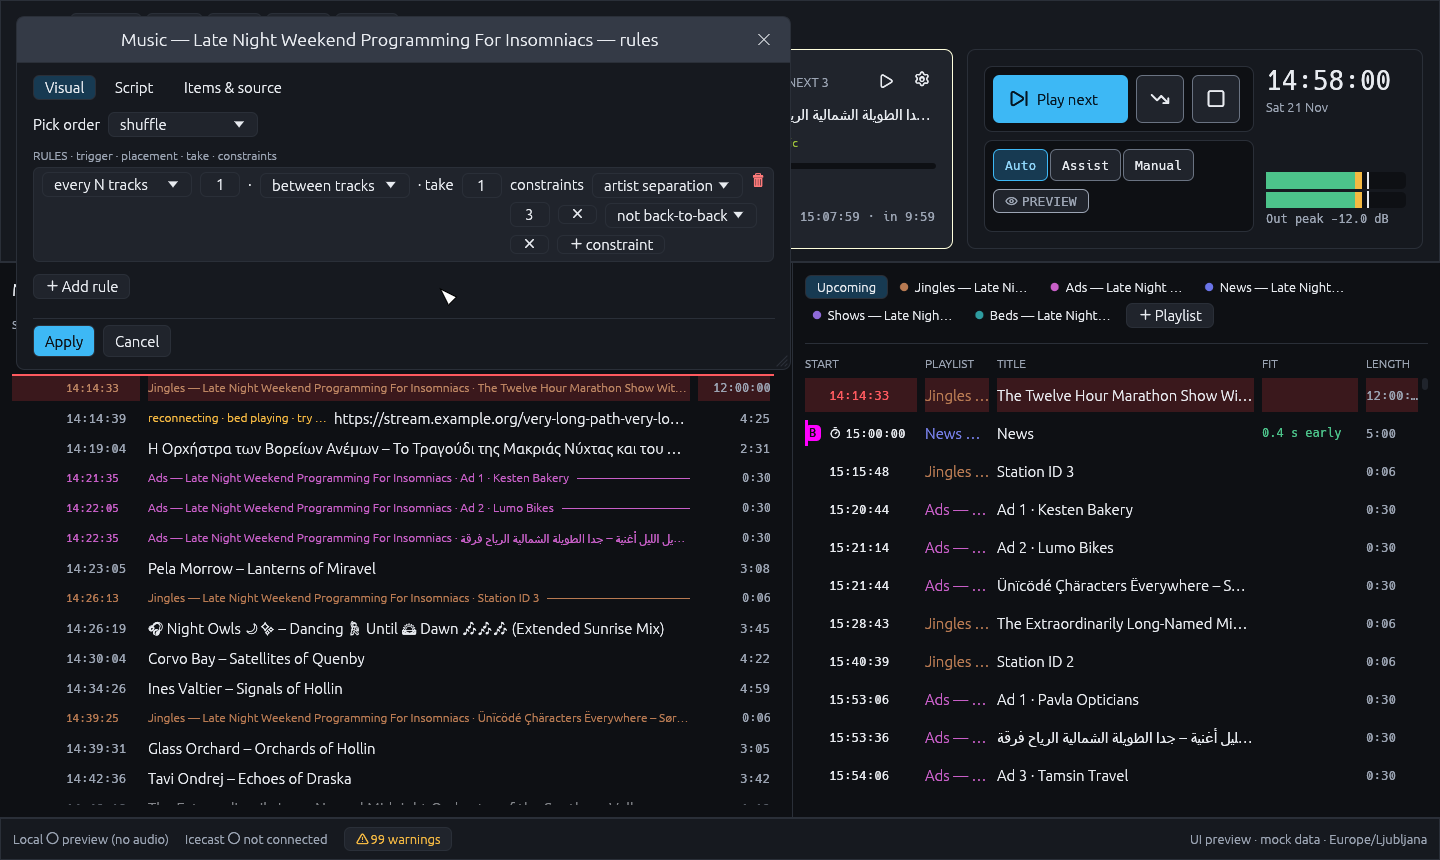 Music — Late Night Weekend Programming For Insomniacs — rules
Visual Script Items & source
Pick order shuffle
RULES · trigger · placement · take · constraints
every N tracks 1 · between tracks · take 1 constraints artist separation
3 × not back-to-back
× + constraint
+ Add rule
Apply Cancel
NEXT 3
15:07:59 · in 9:59
Play next
14:58:00
Sat 21 Nov
Auto Assist Manual
PREVIEW
Out peak -12.0 dB
14:14:33 Jingles — Late Night Weekend Programming For Insomniacs · The Twelve Hour Marathon Show Wit… 12:00:00
14:14:39 reconnecting · bed playing · try … https://stream.example.org/very-long-path-very-lo… 4:25
14:19:04 Η Ορχήστρα των Βορείων Ανέμων – Το Τραγούδι της Μακριάς Νύχτας και του … 2:31
14:21:35 Ads — Late Night Weekend Programming For Insomniacs · Ad 1 · Kesten Bakery 0:30
14:22:05 Ads — Late Night Weekend Programming For Insomniacs · Ad 2 · Lumo Bikes 0:30
14:22:35 Ads — Late Night Weekend Programming For Insomniacs · …يل الليل أغنية – جدا الطويلة الشمالية الرياح فرقة 0:30
14:23:05 Pela Morrow – Lanterns of Miravel 3:08
14:26:13 Jingles — Late Night Weekend Programming For Insomniacs · Station ID 3 0:06
14:26:19 🎧 Night Owls 🌙✨ – Dancing 💃 Until 🌅 Dawn 🎶🎶🎶 (Extended Sunrise Mix) 3:45
14:30:04 Corvo Bay – Satellites of Quenby 4:22
14:34:26 Ines Valtier – Signals of Hollin 4:59
14:39:25 Jingles — Late Night Weekend Programming For Insomniacs · Ünïcödé Çhäracters Ëverywhere – Sør… 0:06
14:39:31 Glass Orchard – Orchards of Hollin 3:05
14:42:36 Tavi Ondrej – Echoes of Draska 3:42
Upcoming Jingles — Late Ni… Ads — Late Night … News — Late Night…
Shows — Late Nigh… Beds — Late Night… + Playlist
START PLAYLIST TITLE FIT LENGTH
14:14:33 Jingles … The Twelve Hour Marathon Show Wi… 12:00:…
B 15:00:00 News … News 0.4 s early 5:00
15:15:48 Jingles … Station ID 3 0:06
15:20:44 Ads — … Ad 1 · Kesten Bakery 0:30
15:21:14 Ads — … Ad 2 · Lumo Bikes 0:30
15:21:44 Ads — … Ünïcödé Çhäracters Ëverywhere – S… 0:30
15:28:43 Jingles … The Extraordinarily Long-Named Mi… 0:06
15:40:39 Jingles … Station ID 2 0:06
15:53:06 Ads — … Ad 1 · Pavla Opticians 0:30
15:53:36 Ads — … …لليل أغنية – جدا الطويلة الشمالية الرياح فرقة 0:30
15:54:06 Ads — … Ad 3 · Tamsin Travel 0:30
Local preview (no audio) Icecast not connected 99 warnings
UI preview · mock data · Europe/Ljubljana